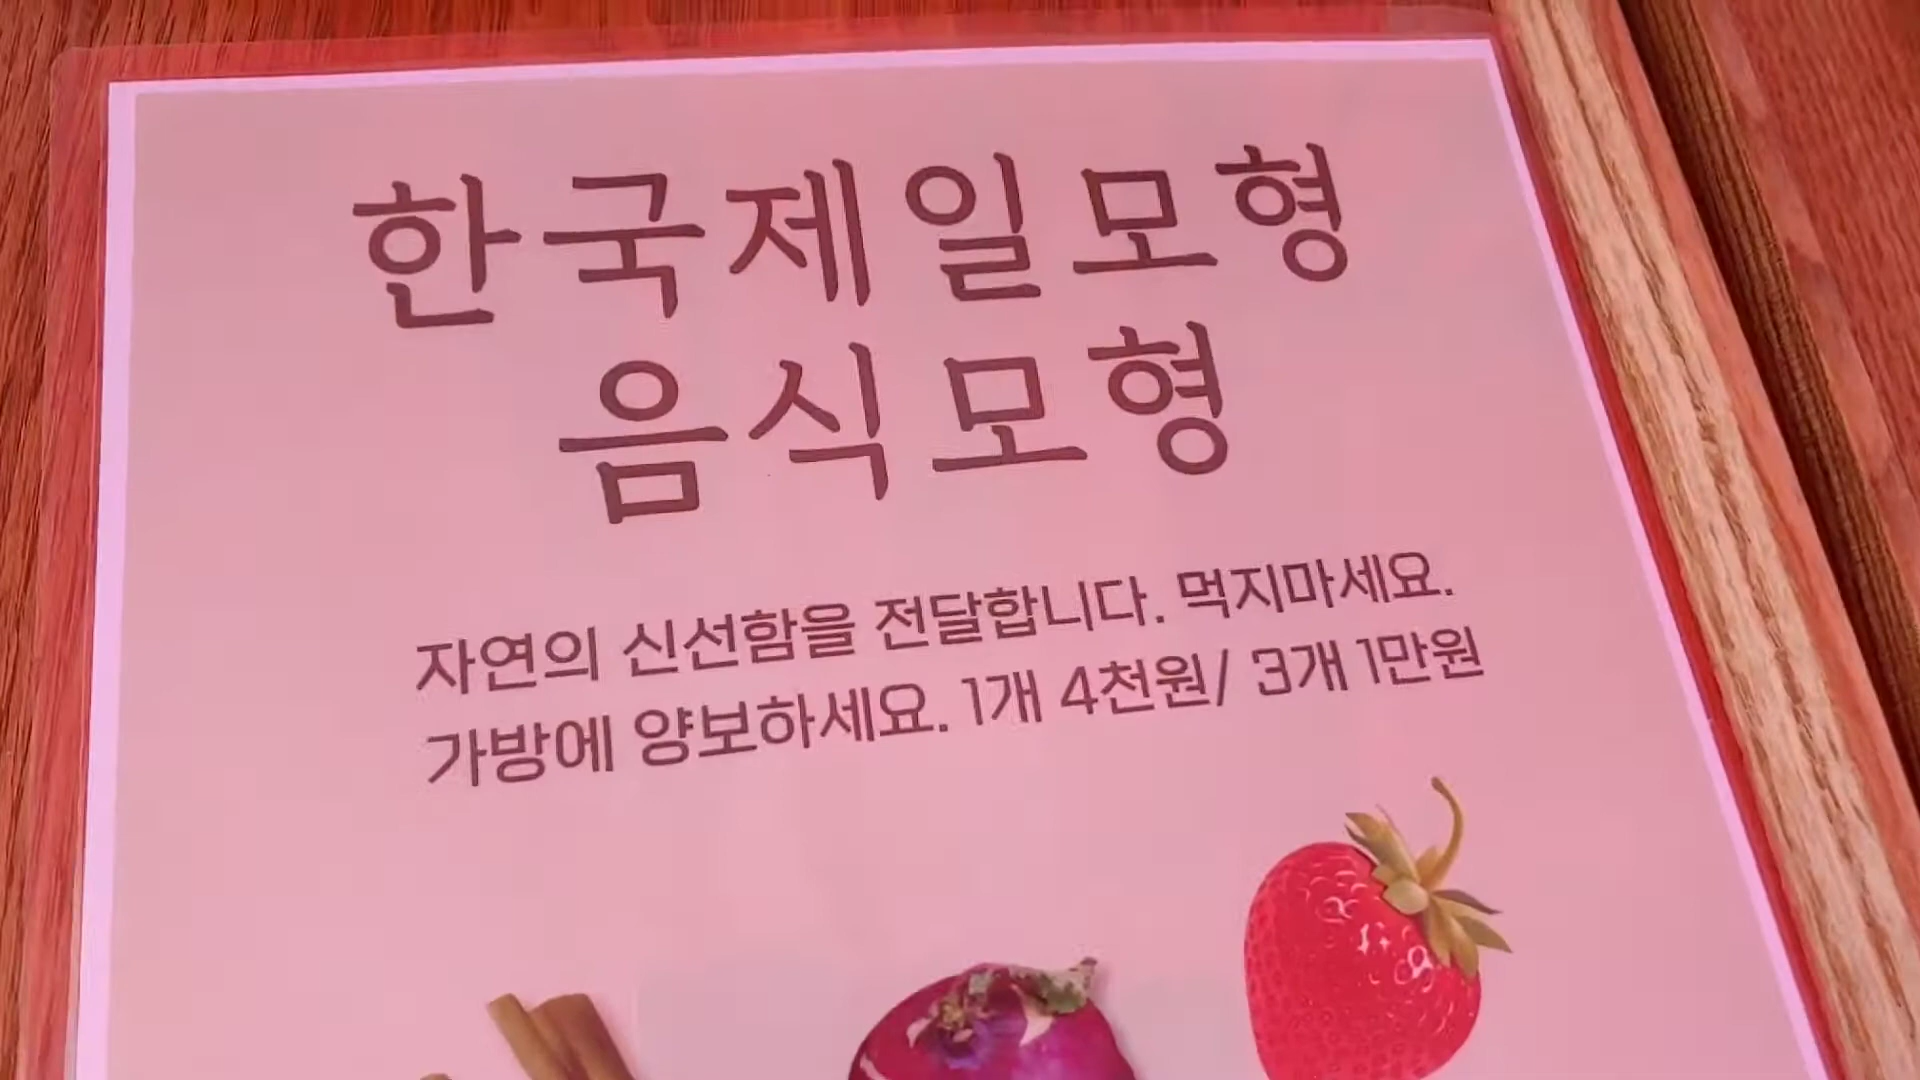 한국제일모형
음식모형
자연의 신선함을 전달합니다. 먹지마세요.
가방에 양보하세요. 1개 4천원/ 3개 1만원